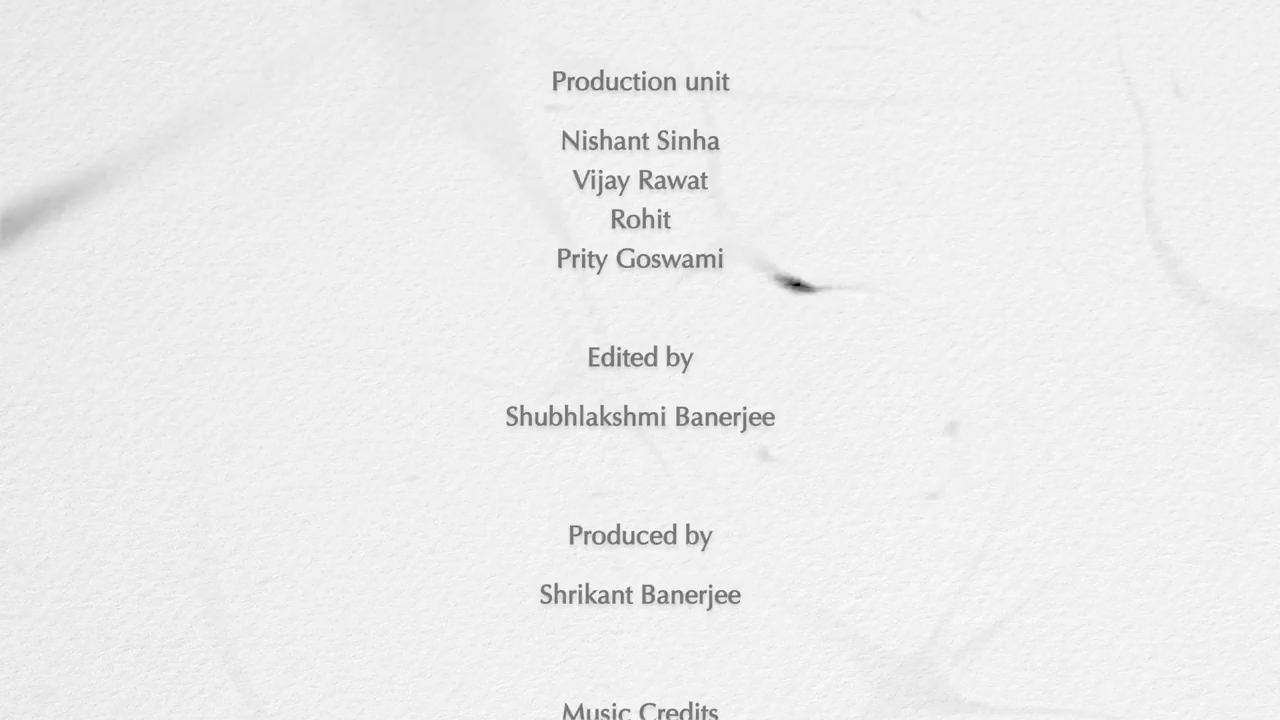 Production unit
Nishant Sinha
Vijay Rawat
Rohit
Prity Goswami
Edited by
Shubhlakshmi Banerjee
Produced by
Shrikant Banerjee
Music Credits